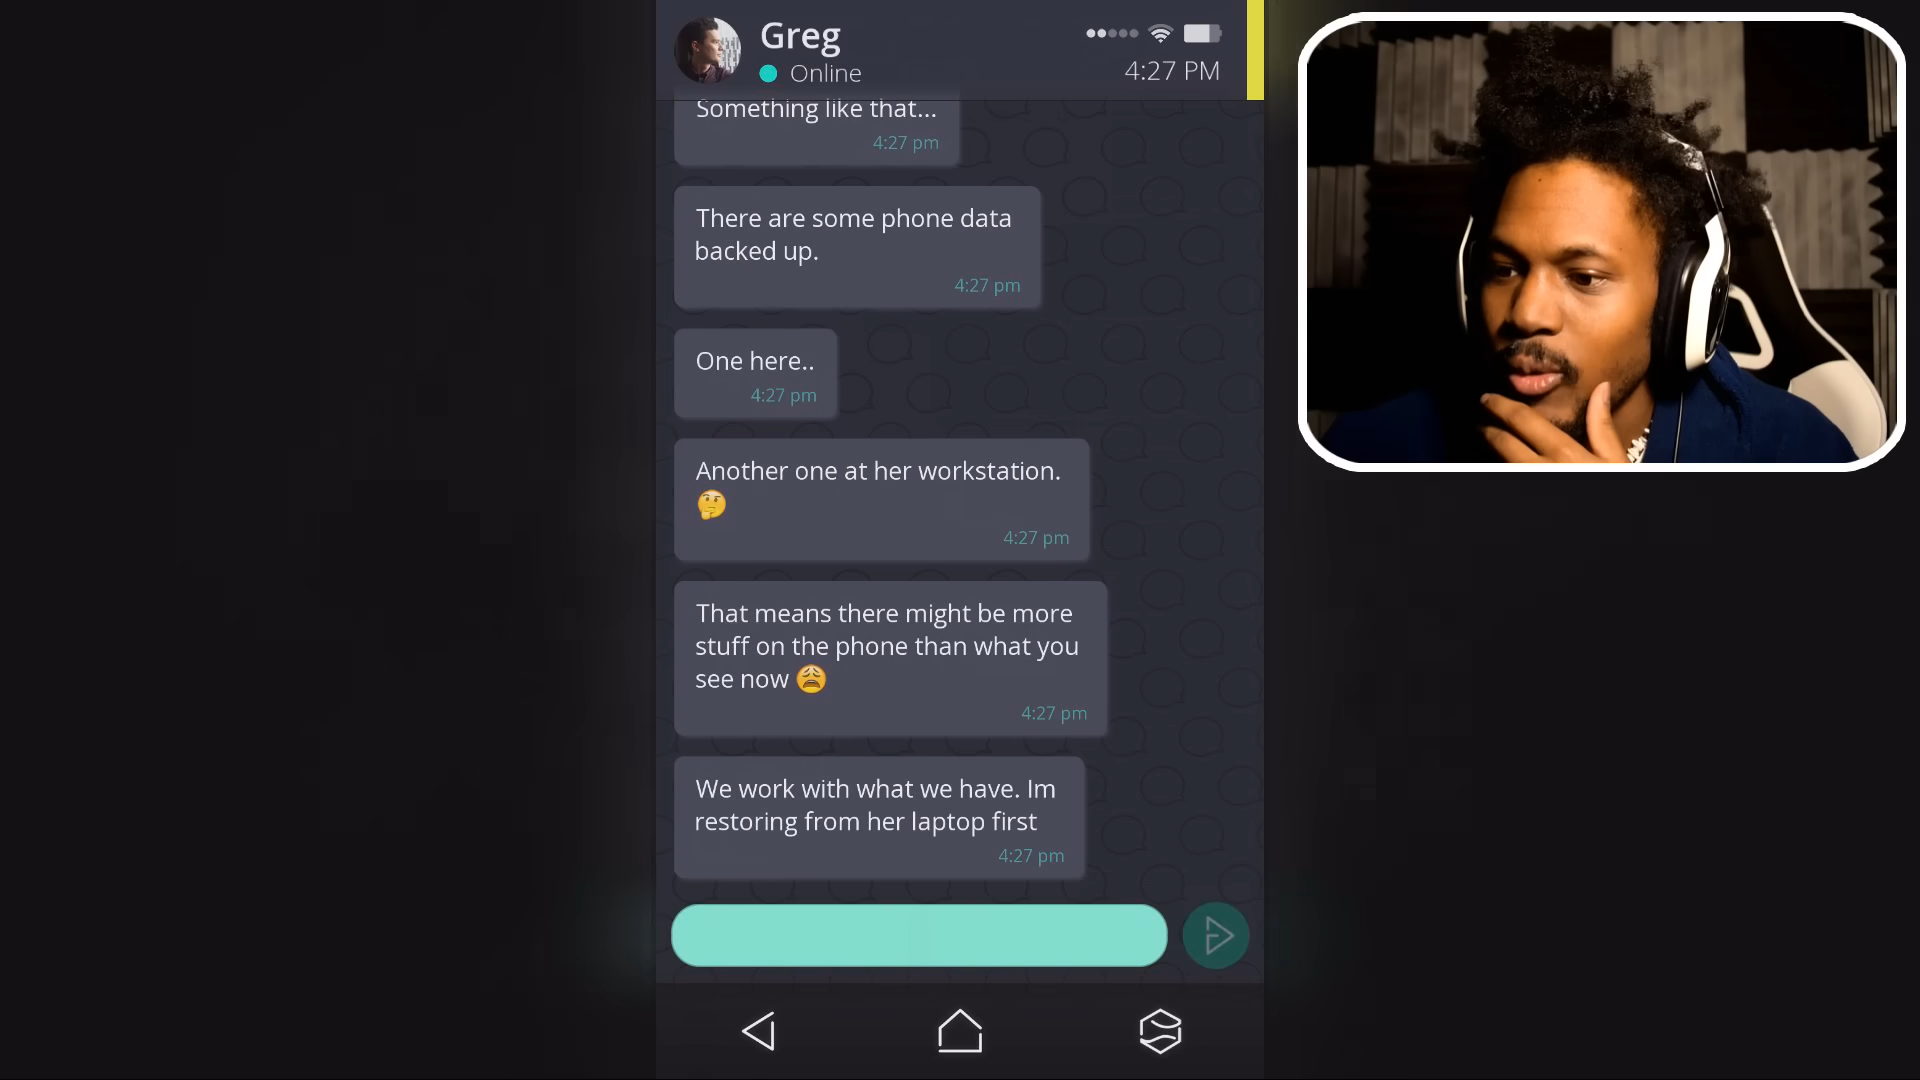 Greg
Online
4:27 PM
Something like that...
4:27 pm
There are some phone data
backed up.
4:27 pm
One here..
4:27 pm
Another one at her workstation.
🤔
4:27 pm
That means there might be more
stuff on the phone than what you
see now 😩
4:27 pm
We work with what we have. Im
restoring from her laptop first
4:27 pm